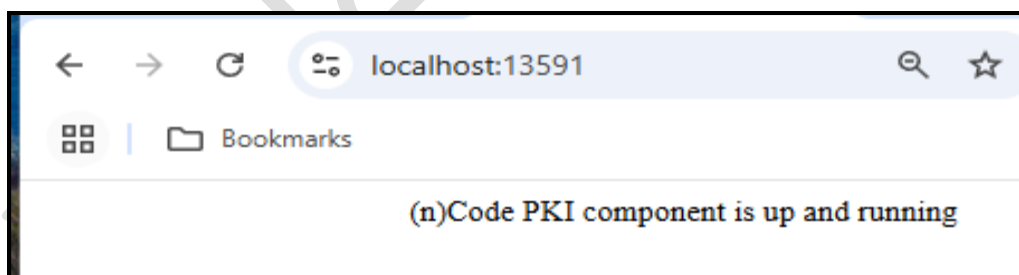 localhost:13591
Bookmarks
(n)Code PKI component is up and running